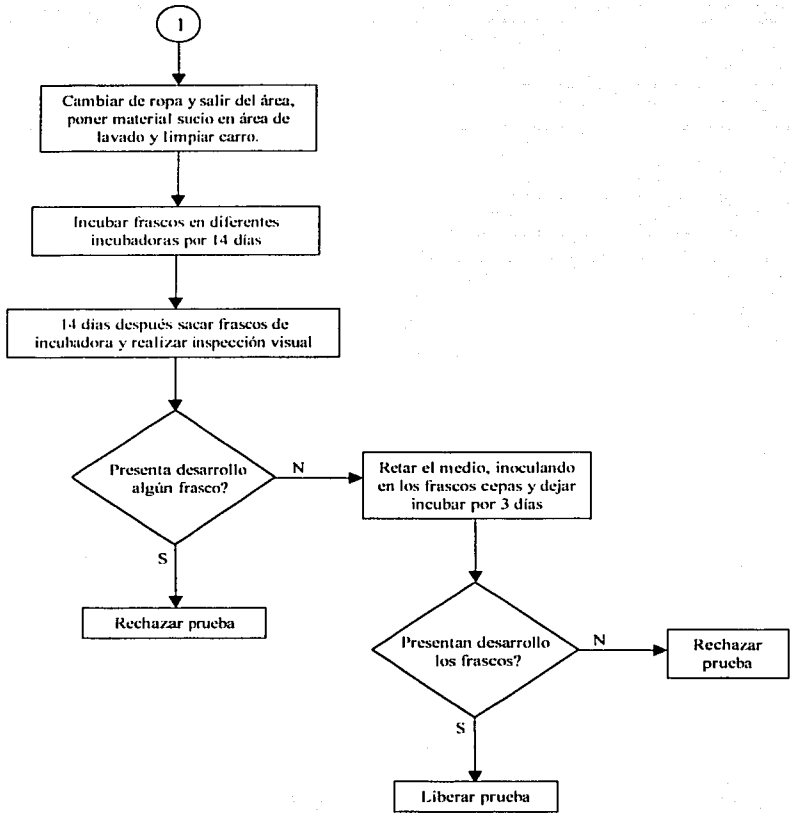 1
Cambiar de ropa y salir del área,
poner material sucio en área de
lavado y limpiar carro.
Incubar frascos en diferentes
incubadoras por 14 días
14 días después sacar frascos de
incubadora y realizar inspección visual
Presenta desarrollo
algún frasco?
N
Retar el medio, inoculando
en los frascos cepas y dejar
incubar por 3 días
S
Rechazar prueba
Presentan desarrollo
los frascos?
N
Rechazar
prueba
S
Liberar prueba